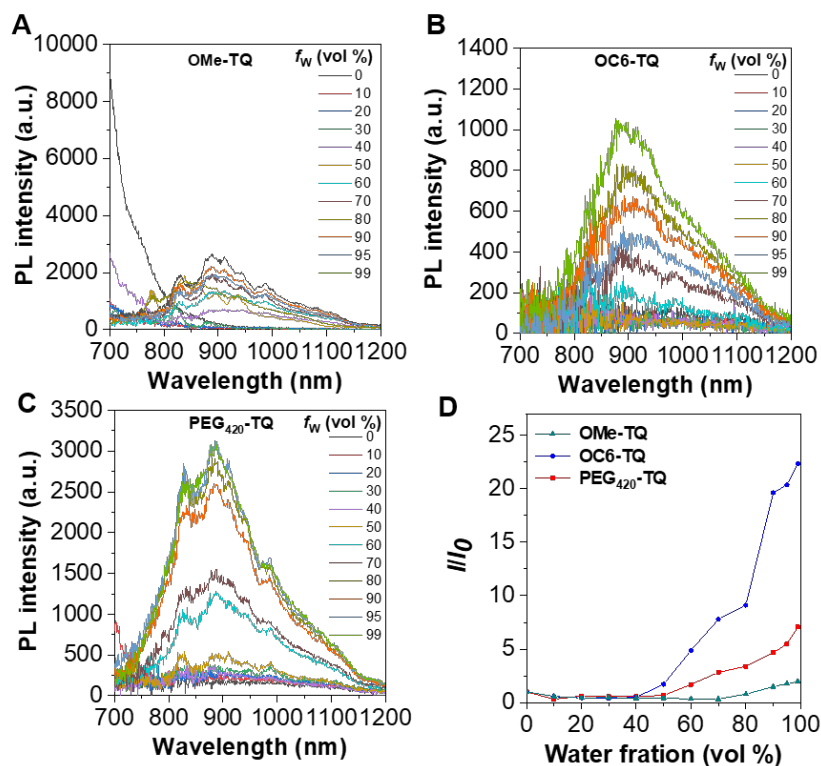 A
OMe-TQ
f_W (vol %)
0
10
20
30
40
50
60
70
80
90
95
99
PL intensity (a.u.)
10000
8000
6000
4000
2000
0
700 800 900 1000 1100 1200
Wavelength (nm)
B
OC6-TQ
f_W (vol %)
0
10
20
30
40
50
60
70
80
90
95
99
PL intensity (a.u.)
1400
1200
1000
800
600
400
200
0
700 800 900 1000 1100 1200
Wavelength (nm)
C
PEG₄₂₀-TQ
f_W (vol %)
0
10
20
30
40
50
60
70
80
90
95
99
PL intensity (a.u.)
3500
3000
2500
2000
1500
1000
500
0
700 800 900 1000 1100 1200
Wavelength (nm)
D
OMe-TQ
OC6-TQ
PEG₄₂₀-TQ
I/I₀
25
20
15
10
5
0
0 20 40 60 80 100
Water fration (vol %)